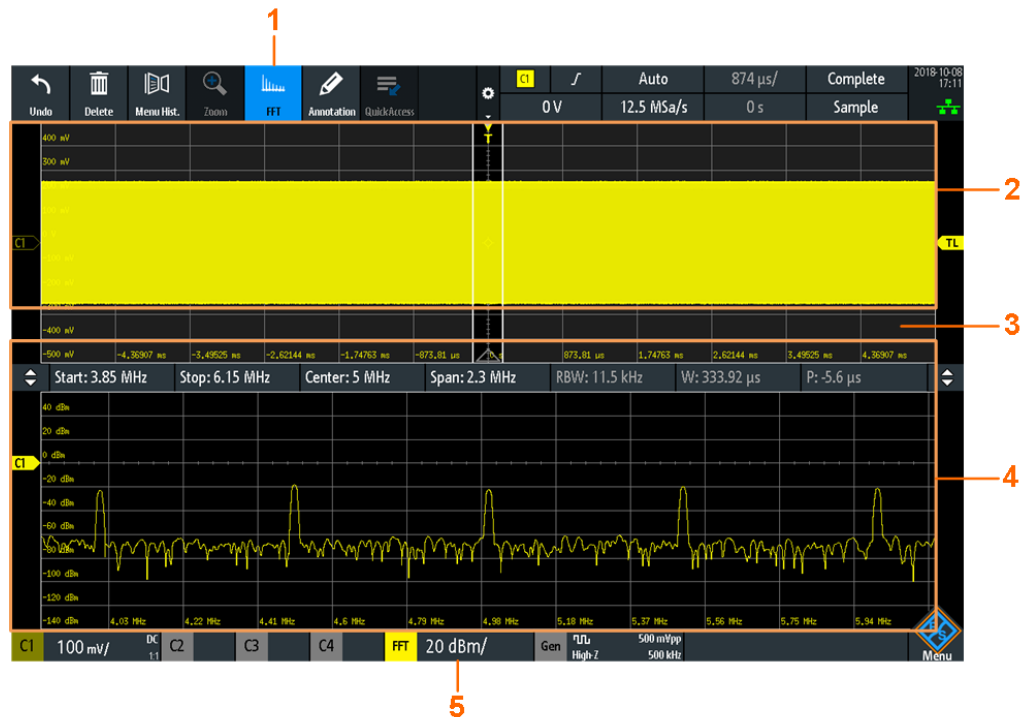 1
Undo
Delete
Menu Hist.
Zoom
FFT
Annotation
QuickAccess
C1
Auto
874 µs/
Complete
2018-10-08
17:11
0 V
12.5 MSa/s
0 s
Sample
400 mV
300 mV
2
C1
T
TL
3
-400 mV
-500 mV
-4.36907 ms
-3.49525 ms
-2.62144 ms
-1.74763 ms
-873.81 µs
873.81 µs
1.74763 ms
2.62144 ms
3.49525 ms
4.36907 ms
Start: 3.85 MHz
Stop: 6.15 MHz
Center: 5 MHz
Span: 2.3 MHz
RBW: 11.5 kHz
W: 333.92 µs
P: -5.6 µs
40 dBm
20 dBm
0 dBm
C1
-20 dBm
-40 dBm
-60 dBm
-80 dBm
-100 dBm
-120 dBm
-140 dBm
4
4.03 MHz
4.22 MHz
4.41 MHz
4.6 MHz
4.79 MHz
4.98 MHz
5.18 MHz
5.37 MHz
5.56 MHz
5.75 MHz
5.94 MHz
C1
100 mV/
DC
1:1
C2
C3
C4
FFT
20 dBm/
Gen
High-Z
500 mVpp
500 kHz
Menu
5